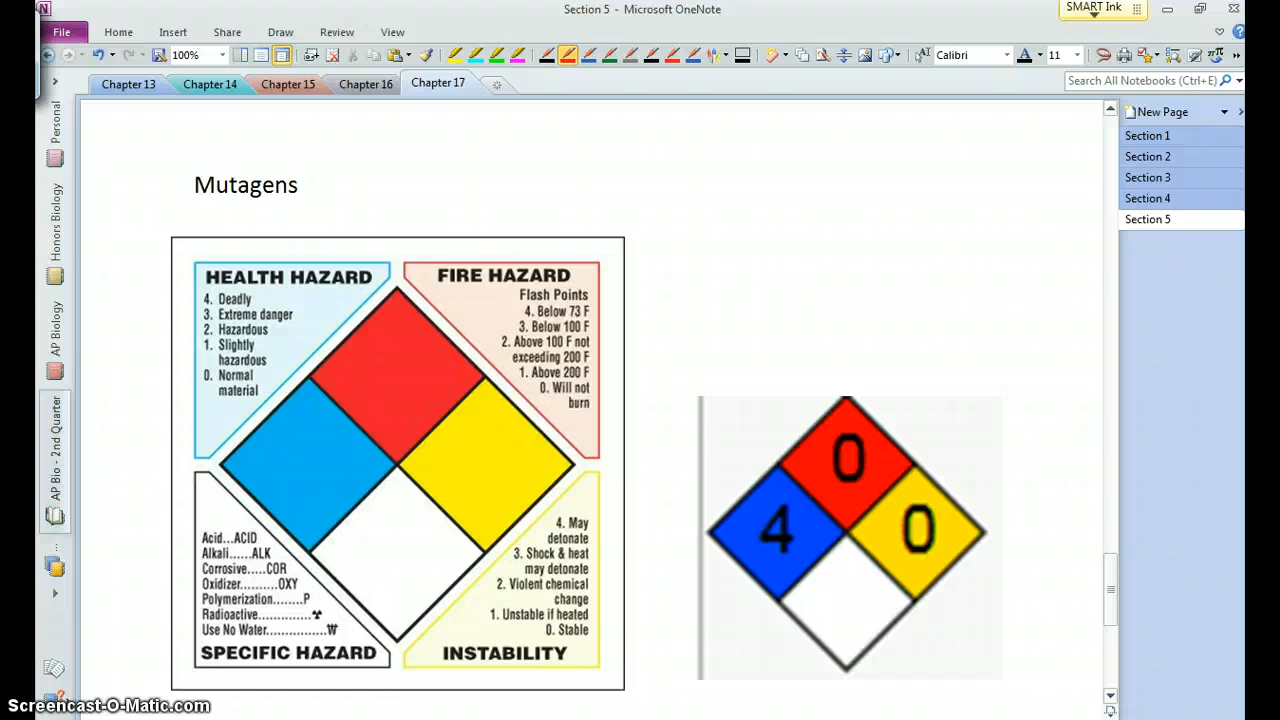 Section 5 - Microsoft OneNote
SMART Ink
File Home Insert Share Draw Review View
100%
Calibri 11
Chapter 13 Chapter 14 Chapter 15 Chapter 16 Chapter 17
Search All Notebooks (Ctrl+E)
Personal
Honors Biology
AP Biology
AP Bio - 2nd Quarter
New Page
Section 1
Section 2
Section 3
Section 4
Section 5
Mutagens
HEALTH HAZARD
4. Deadly
3. Extreme danger
2. Hazardous
1. Slightly
hazardous
0. Normal
material
FIRE HAZARD
Flash Points
4. Below 73 F
3. Below 100 F
2. Above 100 F not
exceeding 200 F
1. Above 200 F
0. Will not
burn
Acid...ACID
Alkali......ALK
Corrosive.....COR
Oxidizer..........OXY
Polymerization........P
Radioactive..............
Use No Water................W
SPECIFIC HAZARD
4. May
detonate
3. Shock & heat
may detonate
2. Violent chemical
change
1. Unstable if heated
0. Stable
INSTABILITY
0
4 0
Screencast-O-Matic.com